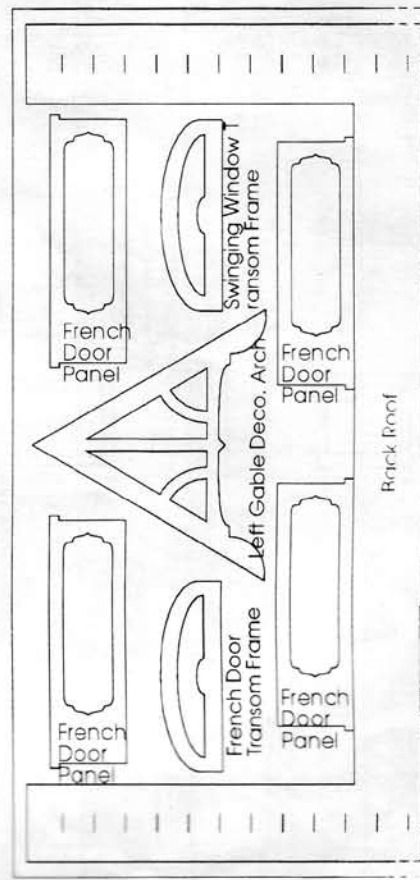 French
Door
Panel
Swinging Window T
ransom Frame
French
Door
Panel
Left Gable Deco. Arch
Back Roof
French
Door
Panel
French Door
Transom Frame
French
Door
Panel